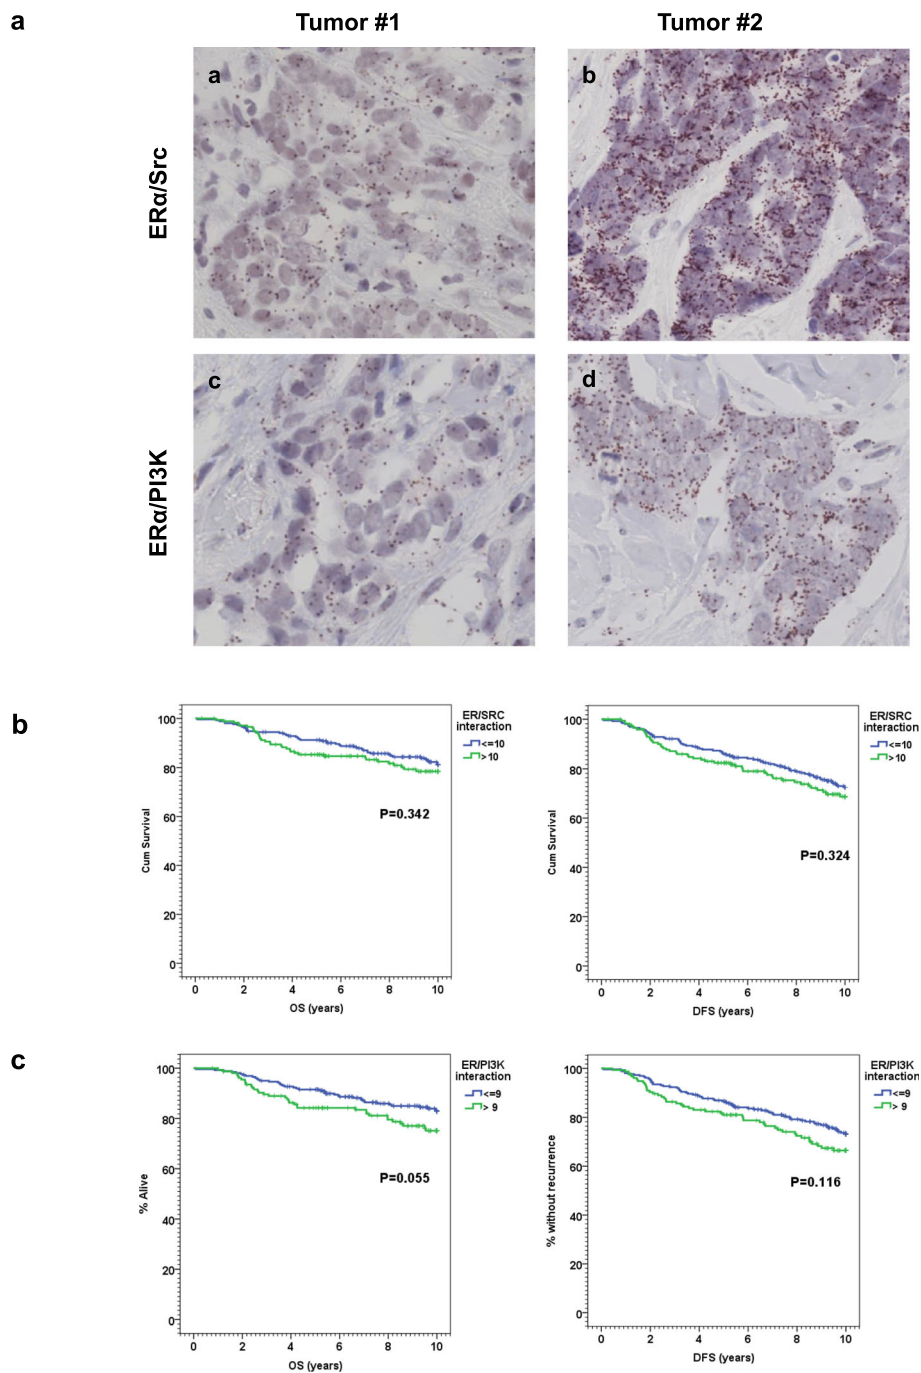 a
Tumor #1
Tumor #2
ERα/Src
a
b
ERα/PI3K
c
d
b
100
80
60
40
20
0
Cum Survival
0 2 4 6 8 10
OS (years)
P=0.342
ER/SRC
interaction
<=10
> 10
100
80
60
40
20
0
Cum Survival
0 2 4 6 8 10
DFS (years)
P=0.324
ER/SRC
interaction
<=10
> 10
c
100
80
60
40
20
0
% Alive
0 2 4 6 8 10
OS (years)
P=0.055
ER/PI3K
interaction
<=9
> 9
100
80
60
40
20
0
% without recurrence
0 2 4 6 8 10
DFS (years)
P=0.116
ER/PI3K
interaction
<=9
> 9